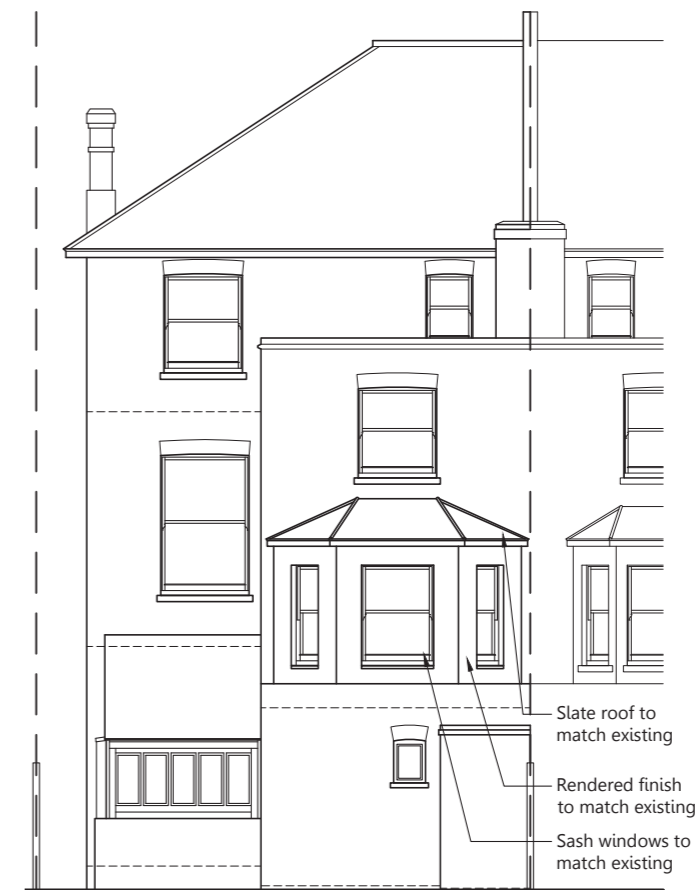 Slate roof to
match existing
Rendered finish
to match existing
Sash windows to
match existing